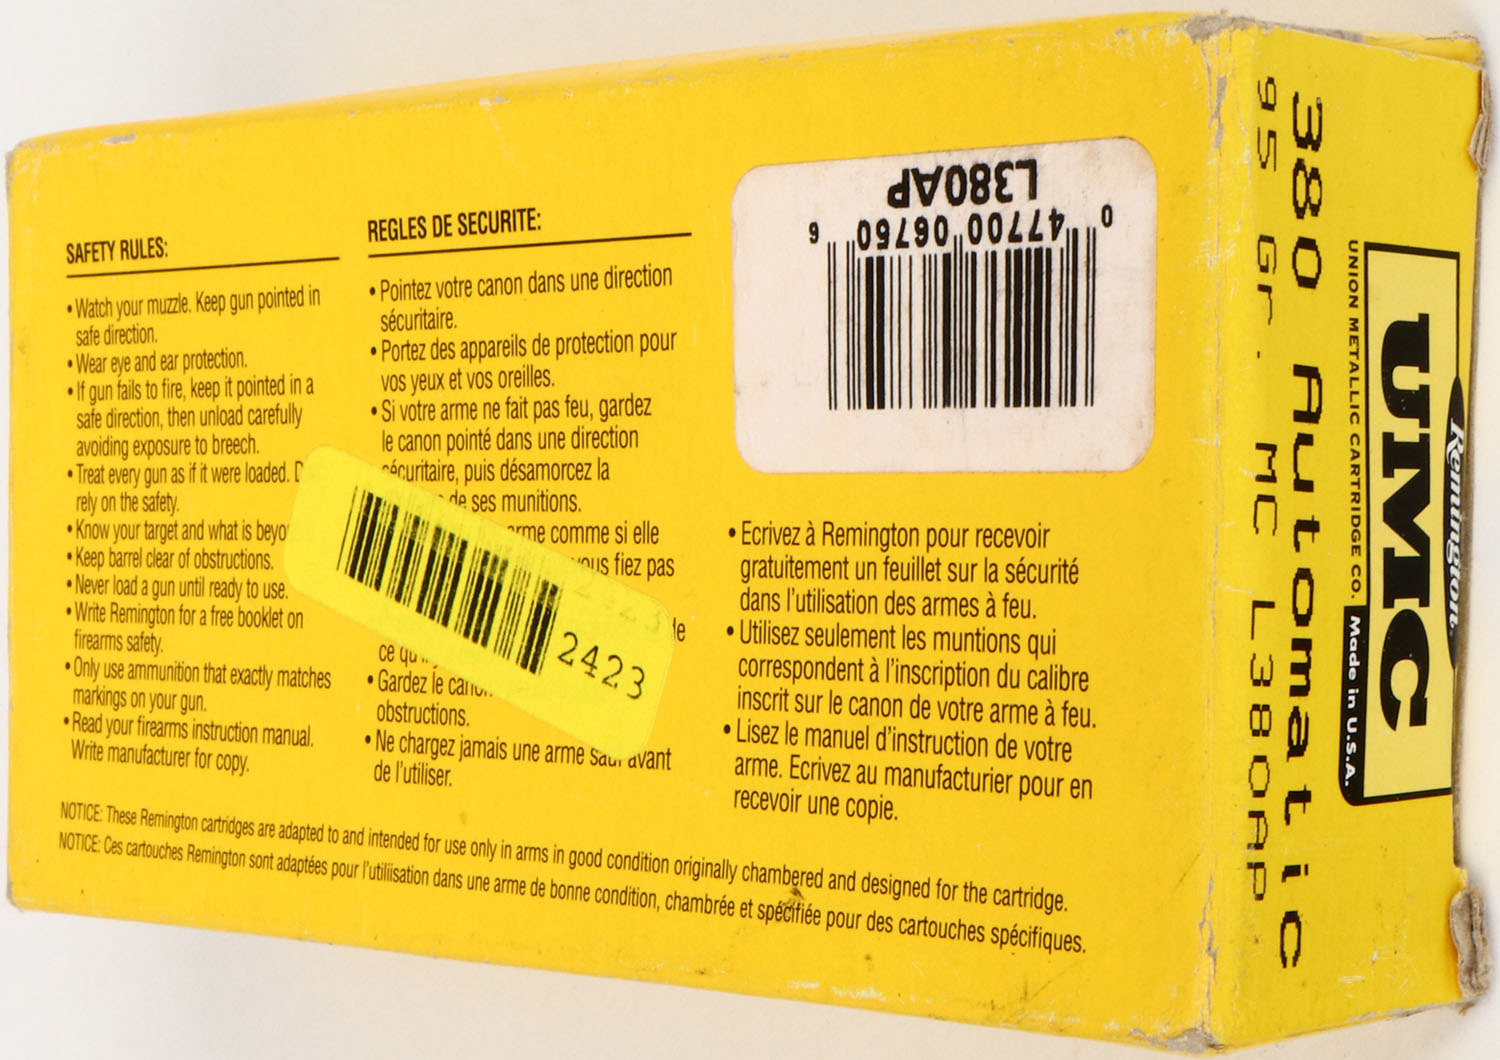 SAFETY RULES:
• Watch your muzzle. Keep gun pointed in
safe direction.
• Wear eye and ear protection.
• If gun fails to fire, keep it pointed in a
safe direction, then unload carefully
avoiding exposure to breech.
• Treat every gun as if it were loaded.
rely on the safety.
• Know your target and what is beyo
• Keep barrel clear of obstructions.
• Never load a gun until ready to use.
• Write Remington for a free booklet on
firearms safety.
• Only use ammunition that exactly matches
markings on your gun.
• Read your firearms instruction manual.
Write manufacturer for copy.
REGLES DE SECURITE:
• Pointez votre canon dans une direction
sécuritaire.
• Portez des appareils de protection pour
vos yeux et vos oreilles.
• Si votre arme ne fait pas feu, gardez
le canon pointé dans une direction
sécuritaire, puis désamorcez la
de ses munitions.
rme comme si elle
ous fiez pas
ce qu
• Gardez le canon
obstructions.
• Ne chargez jamais une arme sauf avant
de l'utiliser.
2423
L380AP
0 47700 06750 6
• Ecrivez à Remington pour recevoir
gratuitement un feuillet sur la sécurité
dans l'utilisation des armes à feu.
• Utilisez seulement les muntions qui
correspondent à l'inscription du calibre
inscrit sur le canon de votre arme à feu.
• Lisez le manuel d'instruction de votre
arme. Ecrivez au manufacturier pour en
recevoir une copie.
NOTICE: These Remington cartridges are adapted to and intended for use only in arms in good condition originally chambered and designed for the cartridge.
NOTICE: Ces cartouches Remington sont adaptées pour l'utiliisation dans une arme de bonne condition, chambrée et spécifiée pour des cartouches spécifiques.
Remington
UMC
UNION METALLIC CARTRIDGE CO. Made in U.S.A.
380 Automatic
95 Gr. MC L380AP